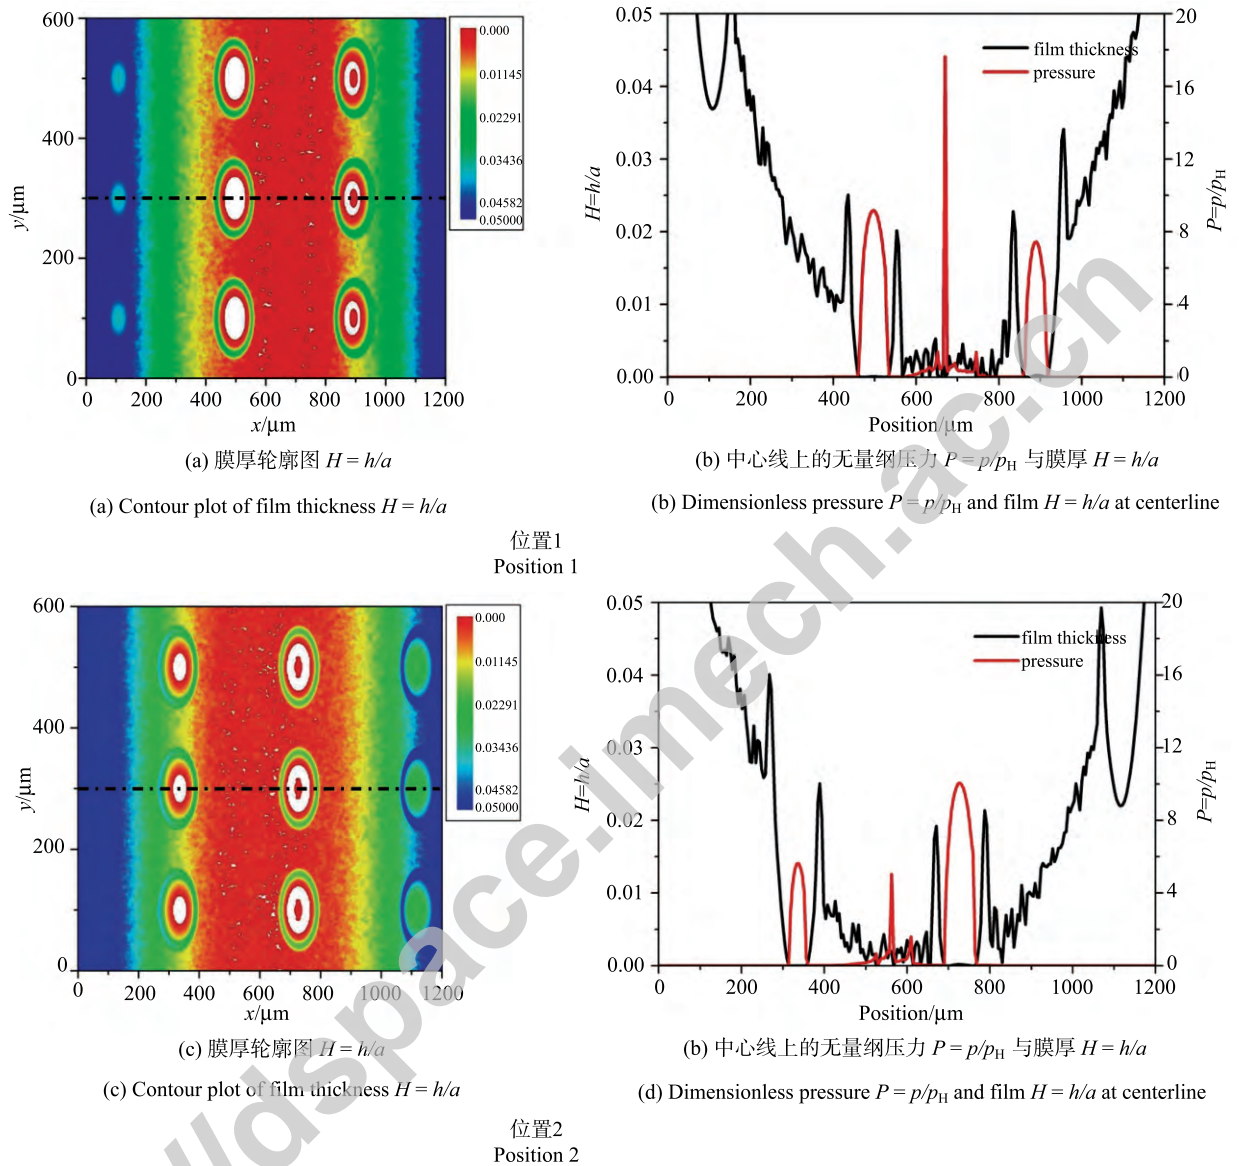 600
400
200
0
y/μm
0 200 400 600 800 1000 1200
x/μm
0.000
0.01145
0.02291
0.03436
0.04582
0.05000
0.05
0.04
0.03
0.02
0.01
0.00
H=h/a
film thickness
pressure
20
16
12
8
4
0
P=p/pH
0 200 400 600 800 1000 1200
Position/μm
(a) 膜厚轮廓图 H = h/a
(b) 中心线上的无量纲压力 P = p/pH 与膜厚 H = h/a
(a) Contour plot of film thickness H = h/a
(b) Dimensionless pressure P = p/pH and film H = h/a at centerline
位置1
Position 1
600
400
200
0
y/μm
0 200 400 600 800 1000 1200
x/μm
0.000
0.01145
0.02291
0.03436
0.04582
0.05000
0.05
0.04
0.03
0.02
0.01
0.00
H=h/a
film thickness
pressure
20
16
12
8
4
0
P=p/pH
0 200 400 600 800 1000 1200
Position/μm
(c) 膜厚轮廓图 H = h/a
(b) 中心线上的无量纲压力 P = p/pH 与膜厚 H = h/a
(c) Contour plot of film thickness H = h/a
(d) Dimensionless pressure P = p/pH and film H = h/a at centerline
位置2
Position 2
//dspace.imech.ac.cn